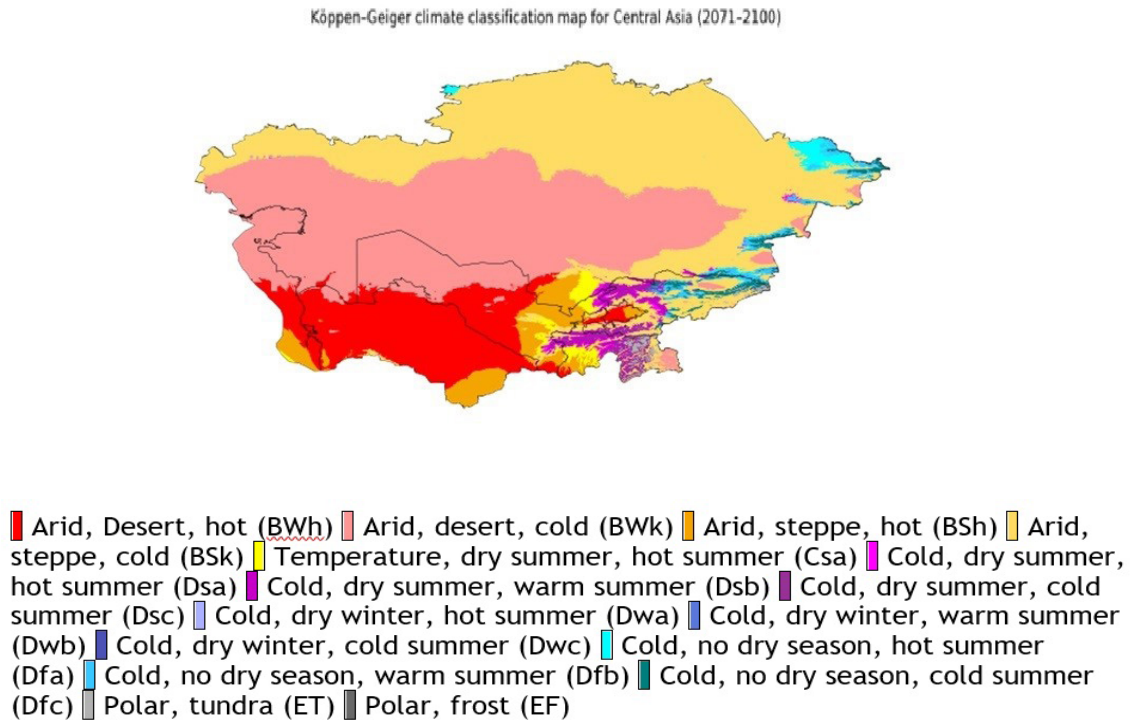 Köppen-Geiger climate classification map for Central Asia (2071-2100)
Arid, Desert, hot (BWh) Arid, desert, cold (BWk) Arid, steppe, hot (BSh) Arid,
steppe, cold (BSk) Temperature, dry summer, hot summer (Csa) Cold, dry summer,
hot summer (Dsa) Cold, dry summer, warm summer (Dsb) Cold, dry summer, cold
summer (Dsc) Cold, dry winter, hot summer (Dwa) Cold, dry winter, warm summer
(Dwb) Cold, dry winter, cold summer (Dwc) Cold, no dry season, hot summer
(Dfa) Cold, no dry season, warm summer (Dfb) Cold, no dry season, cold summer
(Dfc) Polar, tundra (ET) Polar, frost (EF)